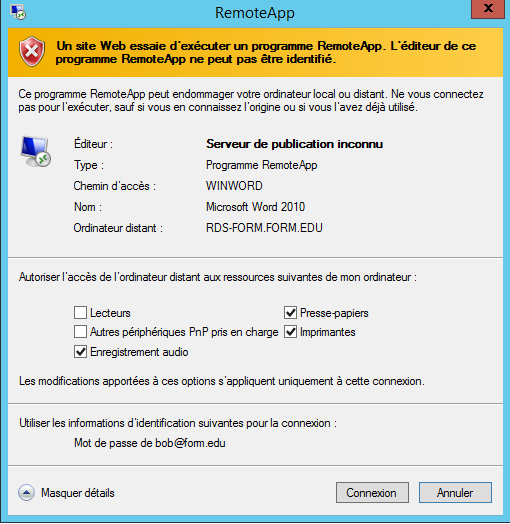 RemoteApp
x
Un site Web essaie d'exécuter un programme RemoteApp. L'éditeur de ce
programme RemoteApp ne peut pas être identifié.
Ce programme RemoteApp peut endommager votre ordinateur local ou distant. Ne vous connectez
pas pour l'exécuter, sauf si vous en connaissez l'origine ou si vous l'avez déjà utilisé.
Éditeur : Serveur de publication inconnu
Type : Programme RemoteApp
Chemin d'accès : WINWORD
Nom : Microsoft Word 2010
Ordinateur distant : RDS-FORM.FORM.EDU
Autoriser l'accès de l'ordinateur distant aux ressources suivantes de mon ordinateur :
Lecteurs Presse-papiers
Autres périphériques PnP pris en charge Imprimantes
Enregistrement audio
Les modifications apportées à ces options s'appliquent uniquement à cette connexion.
Utiliser les informations d'identification suivantes pour la connexion :
Mot de passe de bob@form.edu
Masquer détails Connexion Annuler